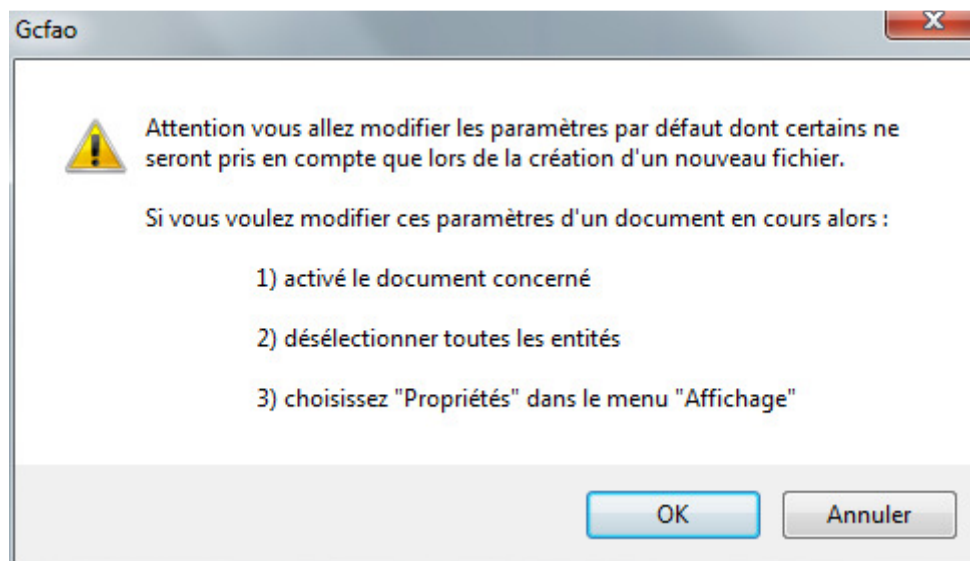 Gcfao
Attention vous allez modifier les paramètres par défaut dont certains ne
seront pris en compte que lors de la création d'un nouveau fichier.
Si vous voulez modifier ces paramètres d'un document en cours alors :
1) activé le document concerné
2) désélectionner toutes les entités
3) choisissez "Propriétés" dans le menu "Affichage"
OK
Annuler